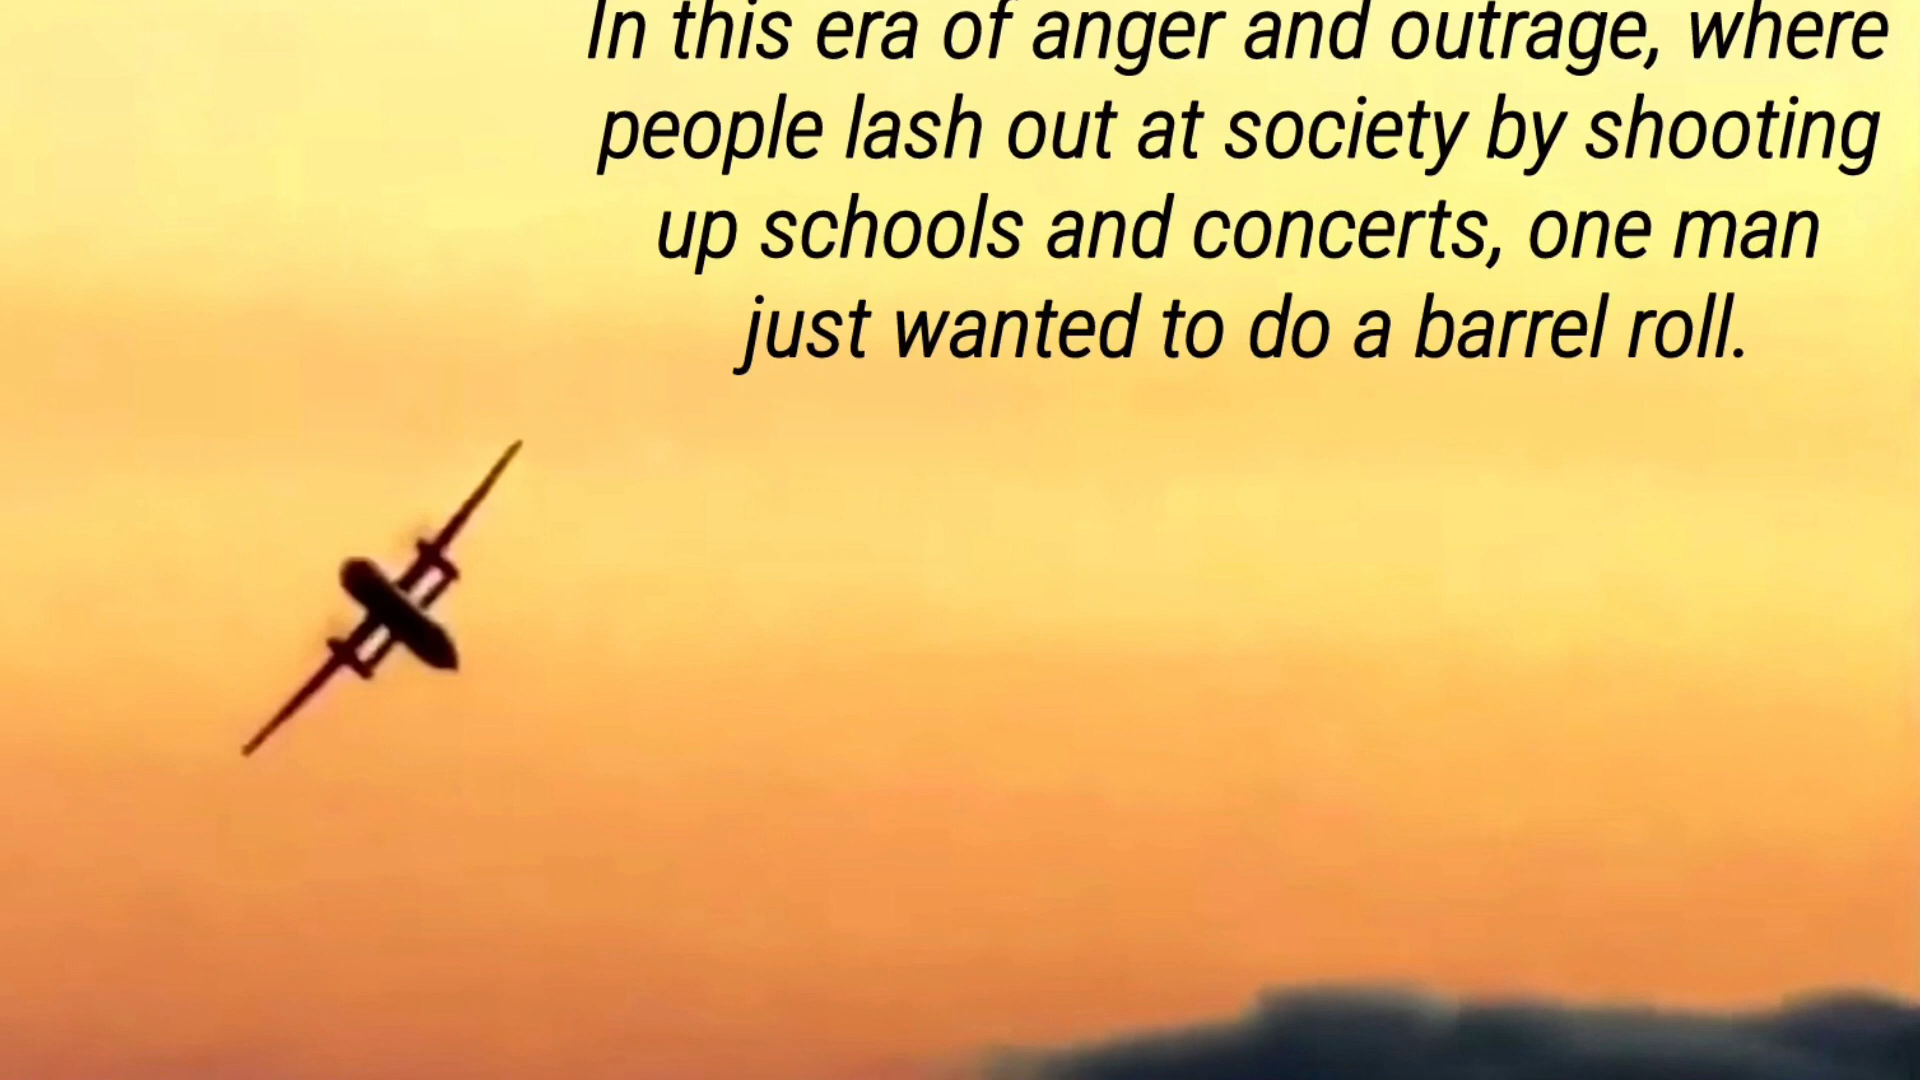 In this era of anger and outrage, where
people lash out at society by shooting
up schools and concerts, one man
just wanted to do a barrel roll.